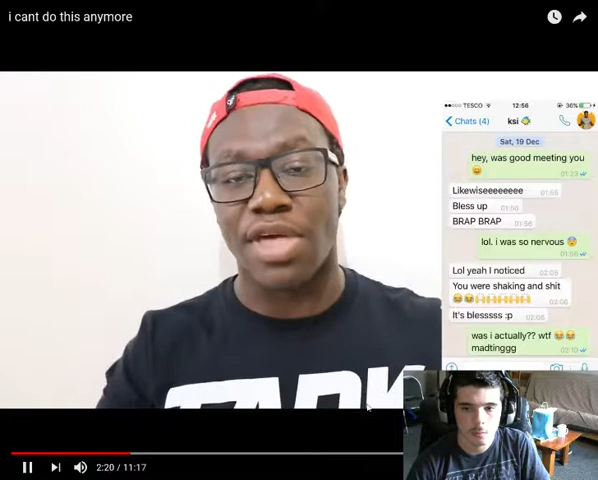 i cant do this anymore
TESCO 12:56 36%
Chats (4) ksi
Sat, 19 Dec
hey, was good meeting you
01:23
Likewiseeeeeeee
01:56
Bless up 01:56
BRAP BRAP 01:56
lol. i was so nervous
01:56
Lol yeah I noticed
02:05
You were shaking and shit
02:06
It's blesssss :p 02:06
was i actually?? wtf
madtinggg 02:10
2:20 / 11:17